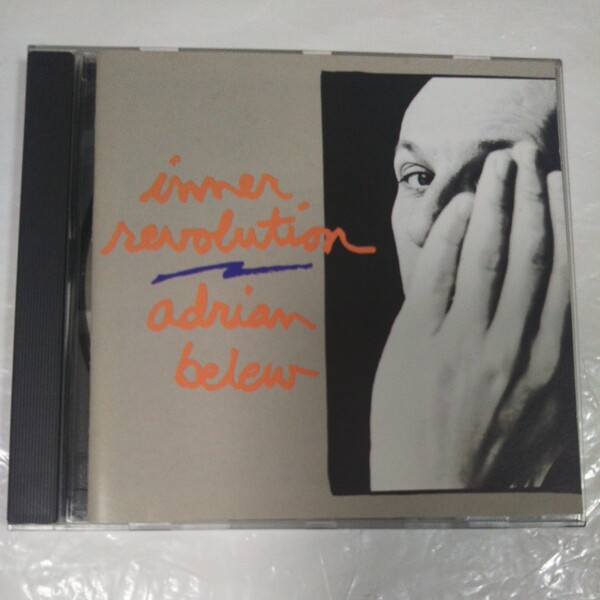 inner
revolution
adrian
belew